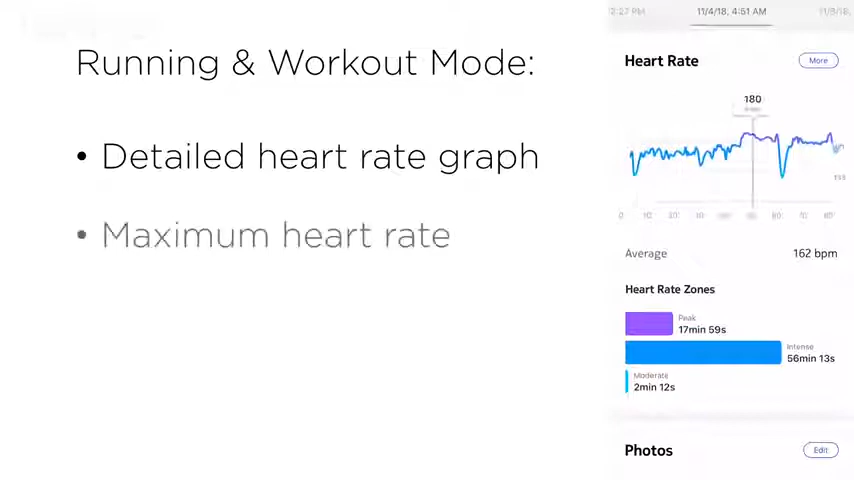 Running & Workout Mode:
• Detailed heart rate graph
• Maximum heart rate
11/4/18, 4:51 AM
Heart Rate
More
180
Average
162 bpm
Heart Rate Zones
Peak
17min 59s
Intense
56min 13s
Moderate
2min 12s
Photos
Edit